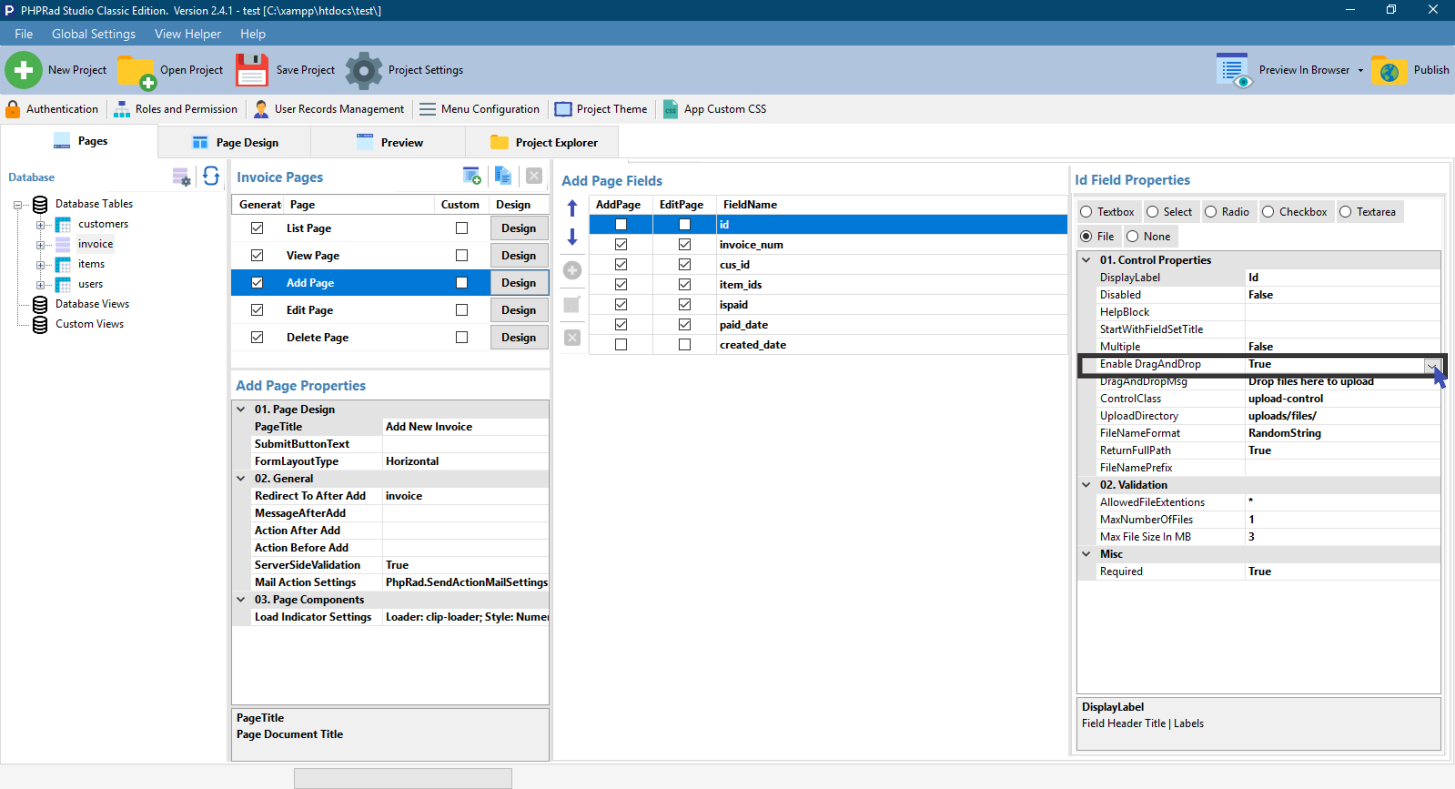 PHPRad Studio Classic Edition. Version 2.4.1 - test [C:\xampp\htdocs\test\]
File Global Settings View Helper Help
New Project Open Project Save Project Project Settings Preview In Browser Publish
Authentication Roles and Permission User Records Management Menu Configuration Project Theme App Custom CSS
Pages Page Design Preview Project Explorer
Database
Database Tables
customers
invoice
items
users
Database Views
Custom Views
Invoice Pages
Generat Page Custom Design
List Page Design
View Page Design
Add Page Design
Edit Page Design
Delete Page Design
Add Page Properties
01. Page Design
PageTitle Add New Invoice
SubmitButtonText
FormLayoutType Horizontal
02. General
Redirect To After Add invoice
MessageAfterAdd
Action After Add
Action Before Add
ServerSideValidation True
Mail Action Settings PhpRad.SendActionMailSettings
03. Page Components
Load Indicator Settings Loader: clip-loader; Style: Numer
PageTitle
Page Document Title
Add Page Fields
AddPage EditPage FieldName
id
invoice_num
cus_id
item_ids
ispaid
paid_date
created_date
Id Field Properties
Textbox Select Radio Checkbox Textarea
File None
01. Control Properties
DisplayLabel Id
Disabled False
HelpBlock
StartWithFieldSetTitle
Multiple False
Enable DragAndDrop True
DragAndDropMsg Drop files here to upload
ControlClass upload-control
UploadDirectory uploads/files/
FileNameFormat RandomString
ReturnFullPath True
FileNamePrefix
02. Validation
AllowedFileExtentions *
MaxNumberOfFiles 1
Max File Size In MB 3
Misc
Required True
DisplayLabel
Field Header Title | Labels